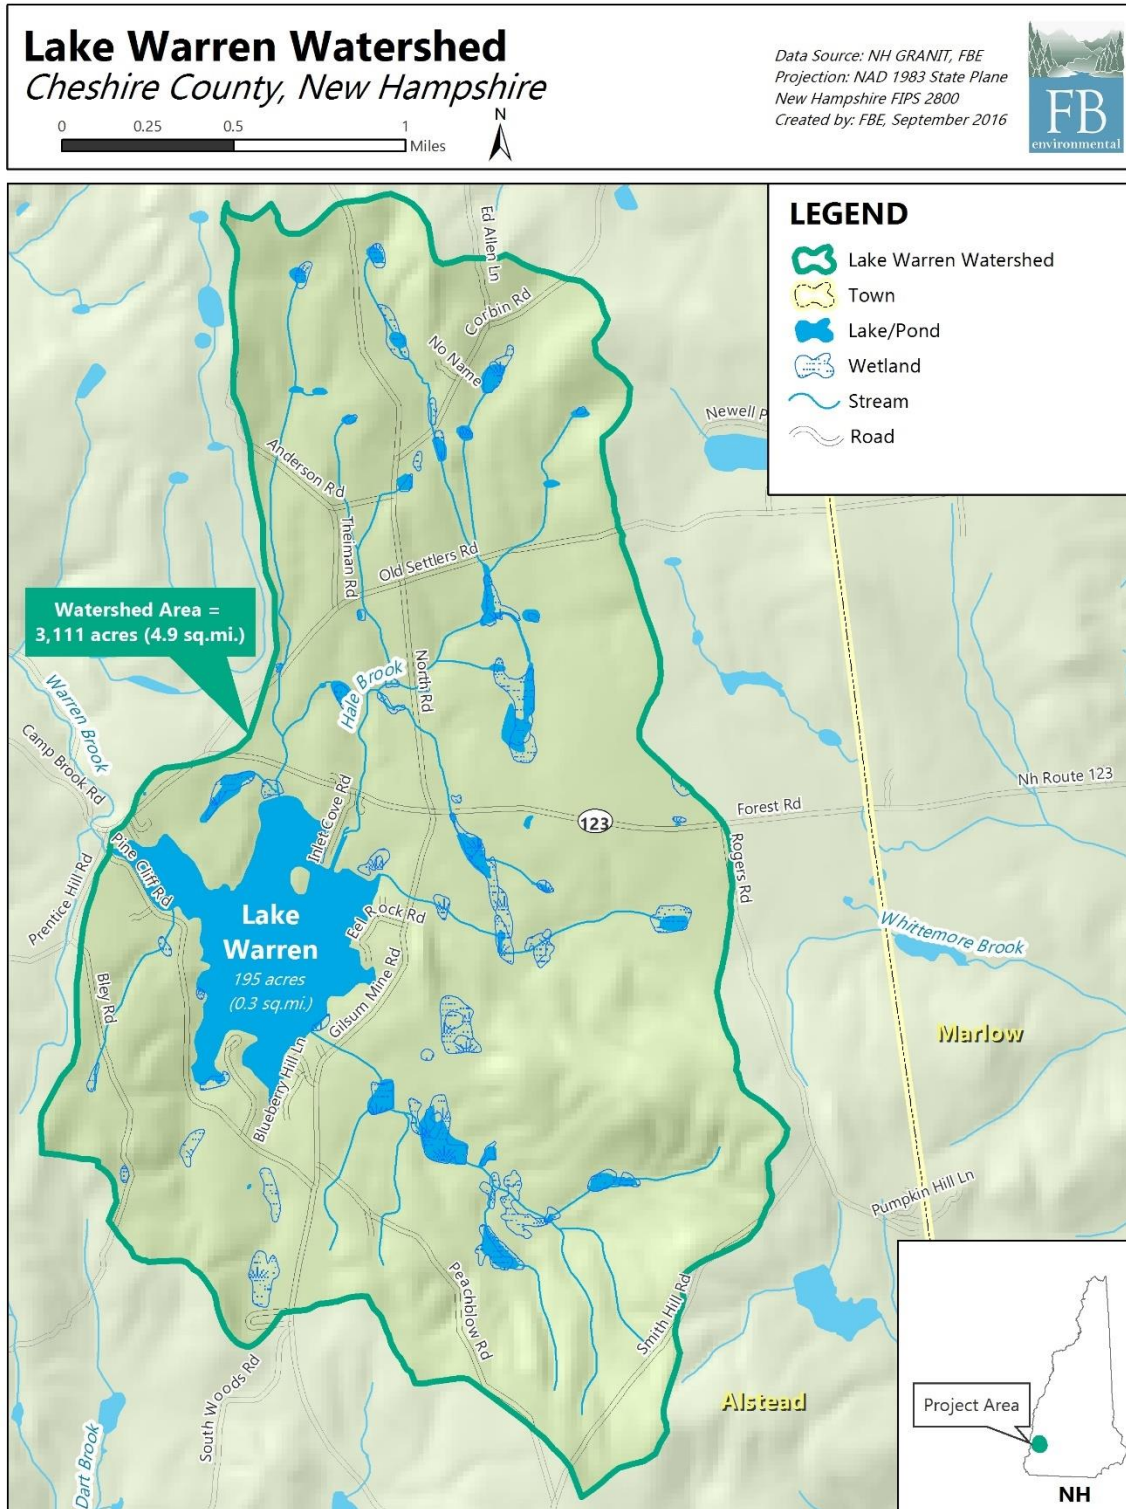 Lake Warren Watershed
Cheshire County, New Hampshire
0 0.25 0.5 1
Miles
N
Data Source: NH GRANIT, FBE
Projection: NAD 1983 State Plane
New Hampshire FIPS 2800
Created by: FBE, September 2016
FB
environmental
LEGEND
Lake Warren Watershed
Town
Lake/Pond
Wetland
Stream
Road
Ed Allen Ln
Corbin Rd
No Name
Newell P
Anderson Rd
Theiman Rd
Old Settlers Rd
Watershed Area =
3,111 acres (4.9 sq.mi.)
Warren Brook
Hale Brook
North Rd
Camp Brook Rd
Inlet Cove Rd
123
Forest Rd
Nh Route 123
Pine Cliff Rd
Rogers Rd
Prentice Hill Rd
Lake
Warren
195 acres
(0.3 sq.mi.)
Eel Rock Rd
Whittemore Brook
Bley Rd
Gilsum Mine Rd
Marlow
Blueberry Hill Ln
Pumpkin Hill Ln
Peachblow Rd
Smith Hill Rd
South Woods Rd
Alstead
Dart Brook
Project Area
NH